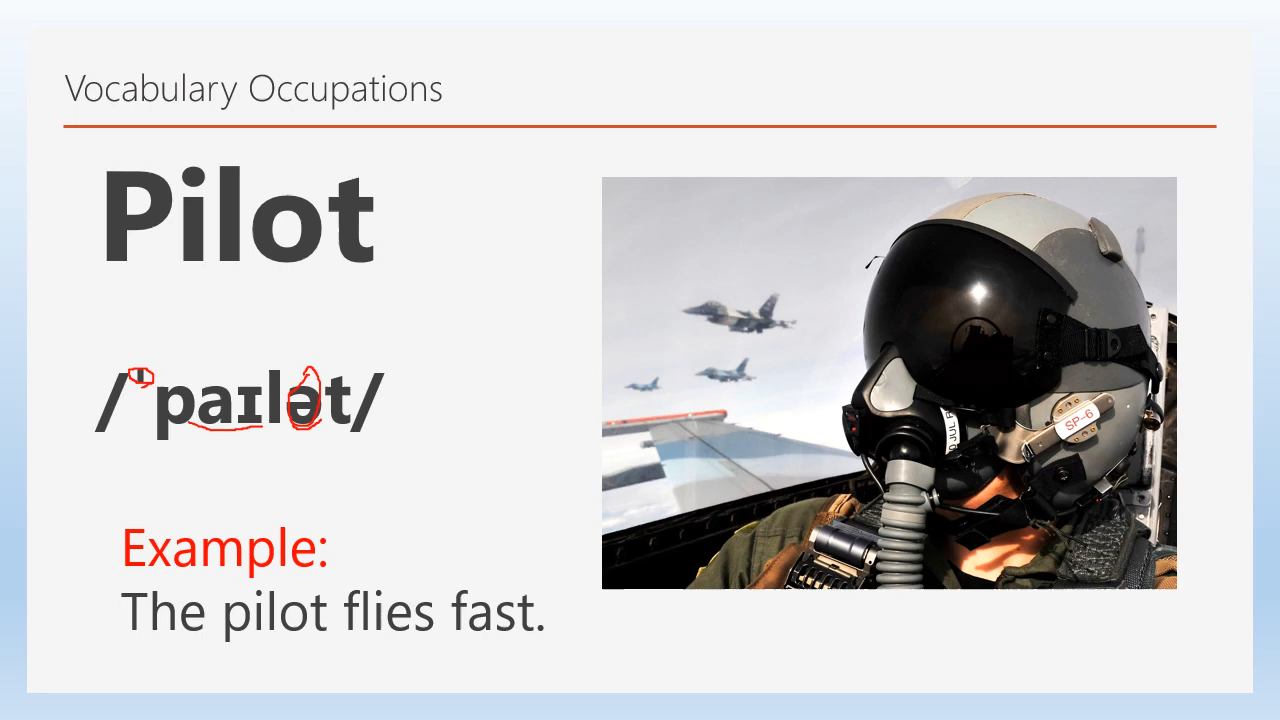 Vocabulary Occupations
Pilot
/ˈpaɪlət/
Example:
The pilot flies fast.
SP-6